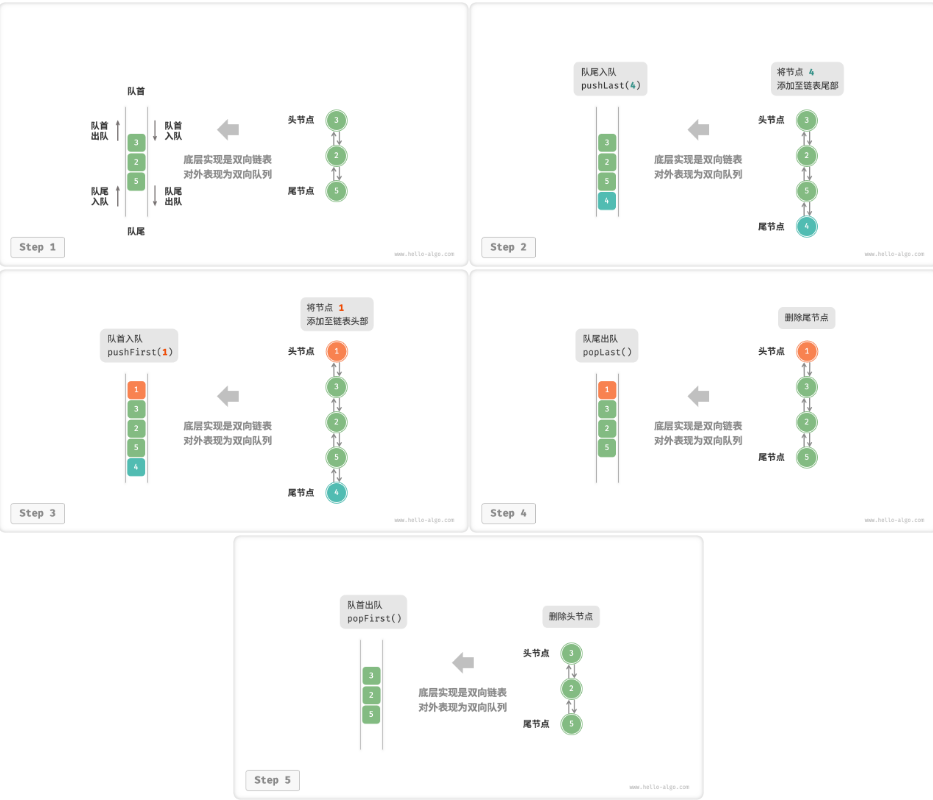 队首
队首
出队
队首
入队
3
2
5
队尾
入队
队尾
出队
队尾
底层实现是双向链表
对外表现为双向队列
头节点
3
2
尾节点
5
Step 1
www.hello-algo.com
队尾入队
pushLast(4)
3
2
5
4
底层实现是双向链表
对外表现为双向队列
将节点 4
添加至链表尾部
头节点
3
2
5
尾节点
4
Step 2
www.hello-algo.com
队首入队
pushFirst(1)
1
3
2
5
4
底层实现是双向链表
对外表现为双向队列
将节点 1
添加至链表头部
头节点
1
3
2
5
尾节点
4
Step 3
www.hello-algo.com
队尾出队
popLast()
1
3
2
5
底层实现是双向链表
对外表现为双向队列
删除尾节点
头节点
1
3
2
尾节点
5
Step 4
www.hello-algo.com
队首出队
popFirst()
3
2
5
底层实现是双向链表
对外表现为双向队列
删除头节点
头节点
3
2
尾节点
5
Step 5
www.hello-algo.com